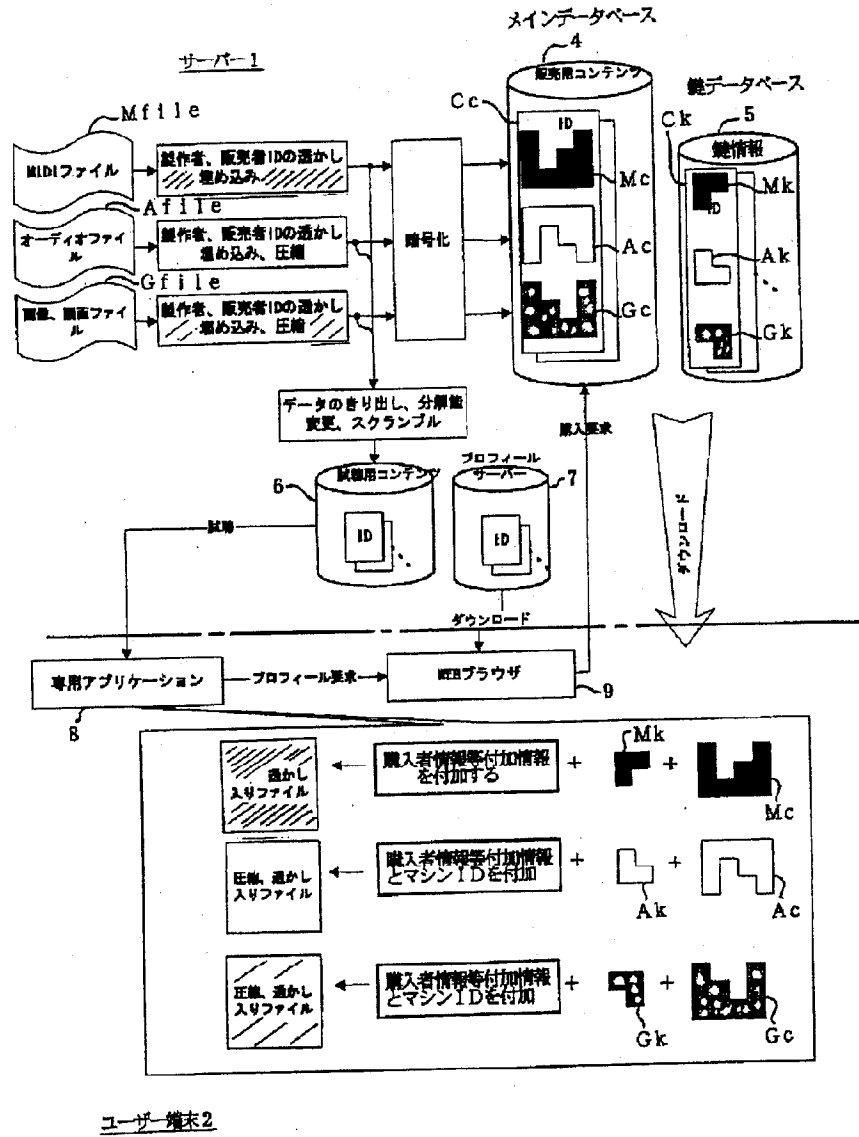 サーバー1
メインデータベース
4
販売用コンテンツ
鍵データベース
5
鍵情報
Cc
ID
Mc
Ac
Gc
Ck
Mk
ID
Ak
Gk
Mfile
MIDIファイル
製作者、販売者IDの透かし
埋め込み
Afile
オーディオファイル
製作者、販売者IDの透かし
埋め込み、圧縮
Gfile
画像、動画ファイル
製作者、販売者IDの透かし
埋め込み、圧縮
暗号化
データのきり出し、分解能
変更、スクランブル
購入要求
6
試聴用コンテンツ
ID
プロフィール
サーバー
7
ID
試聴
ダウンロード
ダウンロード
専用アプリケーション
8
プロフィール要求
WEBブラウザ
9
透かし
入りファイル
購入者情報等付加情報
を付加する
+
Mk
+
Mc
圧縮、透かし
入りファイル
購入者情報等付加情報
とマシンIDを付加
+
Ak
+
Ac
圧縮、透かし
入りファイル
購入者情報等付加情報
とマシンIDを付加
+
Gk
+
Gc
ユーザー端末2